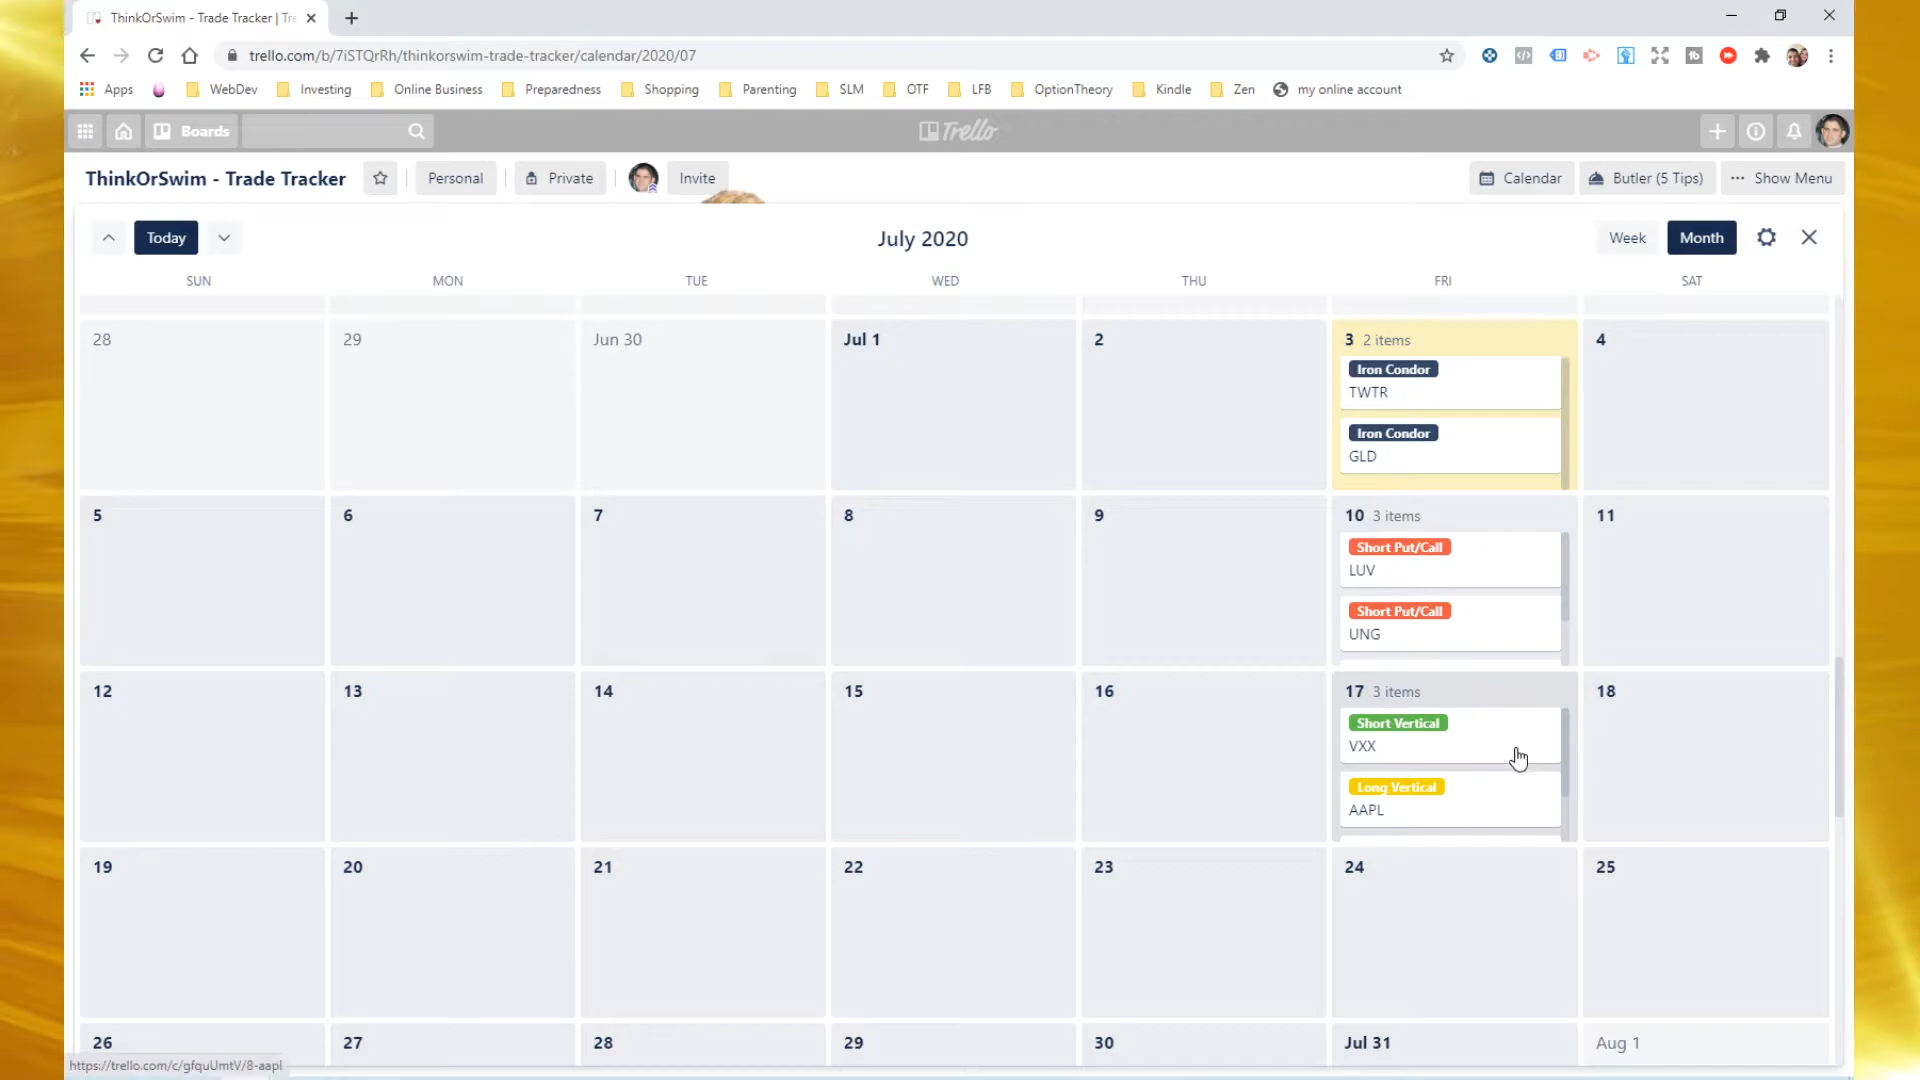 ThinkOrSwim - Trade Tracker | Tre
trello.com/b/7iSTQrRh/thinkorswim-trade-tracker/calendar/2020/07
Apps WebDev Investing Online Business Preparedness Shopping Parenting SLM OTF LFB OptionTheory Kindle Zen my online account
Boards Trello
ThinkOrSwim - Trade Tracker Personal Private Invite Calendar Butler (5 Tips) ··· Show Menu
Today July 2020 Week Month
SUN MON TUE WED THU FRI SAT
28 29 Jun 30 Jul 1 2 3 2 items 4
Iron Condor
TWTR
Iron Condor
GLD
5 6 7 8 9 10 3 items 11
Short Put/Call
LUV
Short Put/Call
UNG
12 13 14 15 16 17 3 items 18
Short Vertical
VXX
Long Vertical
AAPL
19 20 21 22 23 24 25
26 27 28 29 30 Jul 31 Aug 1
https://trello.com/c/gfquUmtV/8-aapl